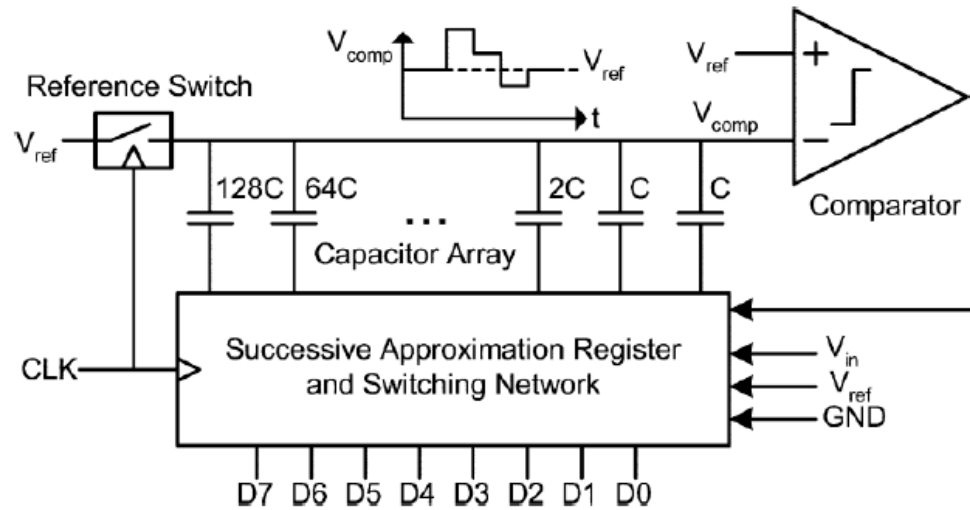 Vcomp
Vref
t
Vref
+
Reference Switch
Vref
Vcomp
−
128C
64C
...
2C
C
C
Capacitor Array
Comparator
Successive Approximation Register
and Switching Network
CLK
Vin
Vref
GND
D7 D6 D5 D4 D3 D2 D1 D0